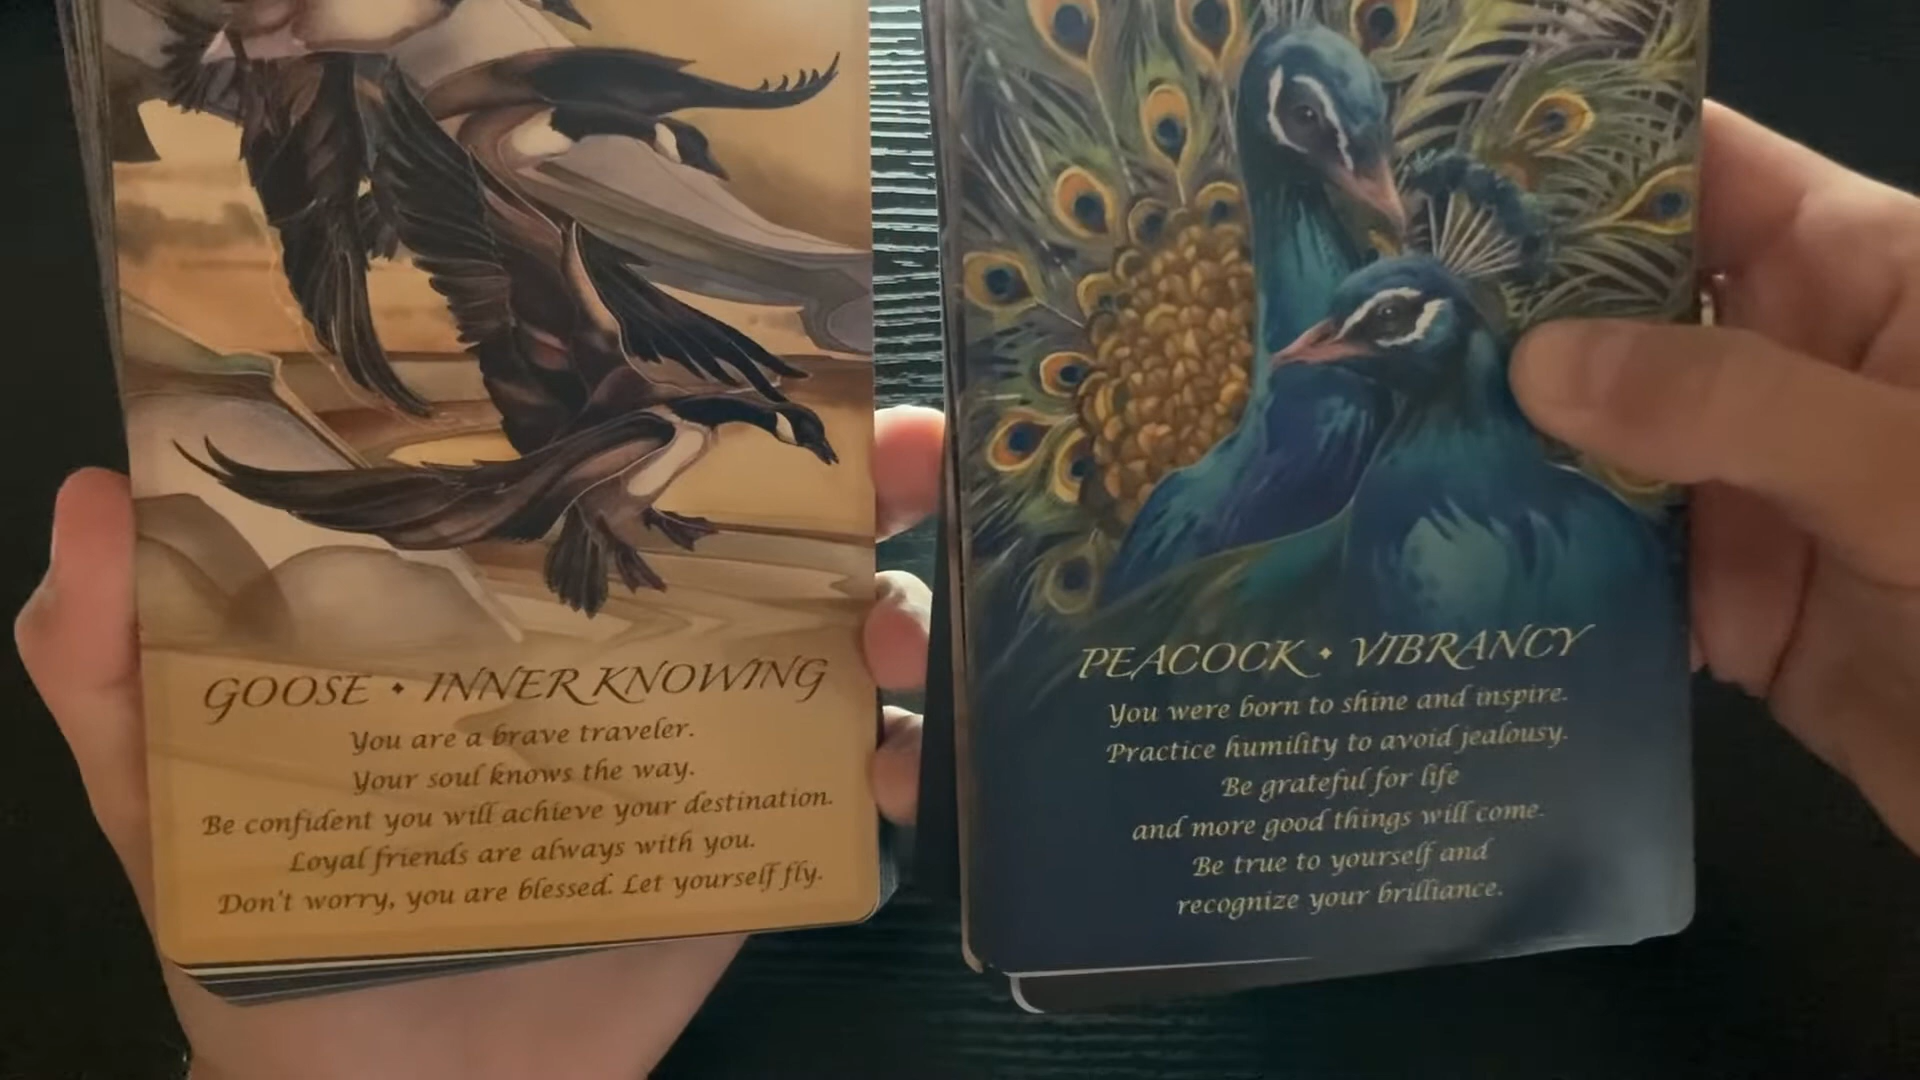 GOOSE • INNER KNOWING
You are a brave traveler.
Your soul knows the way.
Be confident you will achieve your destination.
Loyal friends are always with you.
Don't worry, you are blessed. Let yourself fly.
PEACOCK • VIBRANCY
You were born to shine and inspire.
Practice humility to avoid jealousy.
Be grateful for life
and more good things will come.
Be true to yourself and
recognize your brilliance.